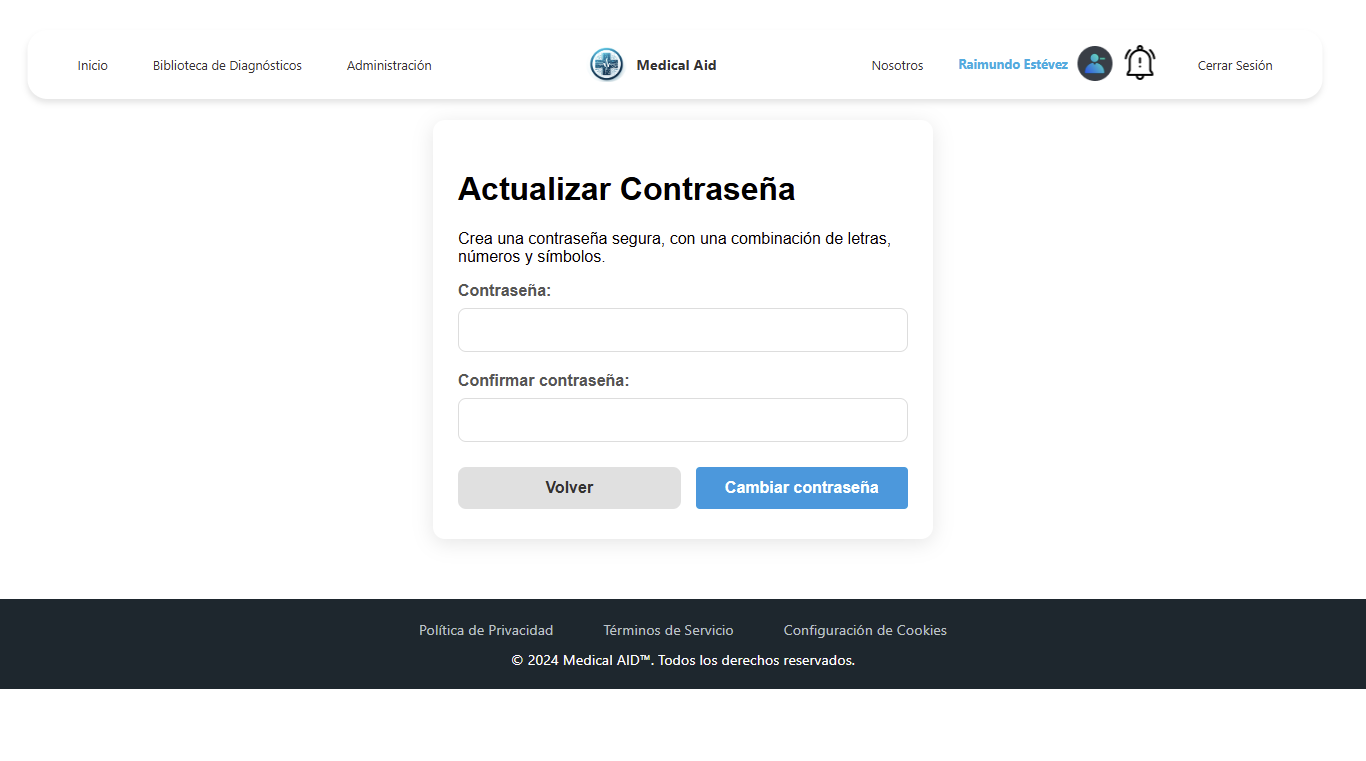 Inicio
Biblioteca de Diagnósticos
Administración
Medical Aid
Nosotros
Raimundo Estévez
Cerrar Sesión
Actualizar Contraseña
Crea una contraseña segura, con una combinación de letras,
números y símbolos.
Contraseña:
Confirmar contraseña:
Volver
Cambiar contraseña
Política de Privacidad
Términos de Servicio
Configuración de Cookies
© 2024 Medical AID™. Todos los derechos reservados.